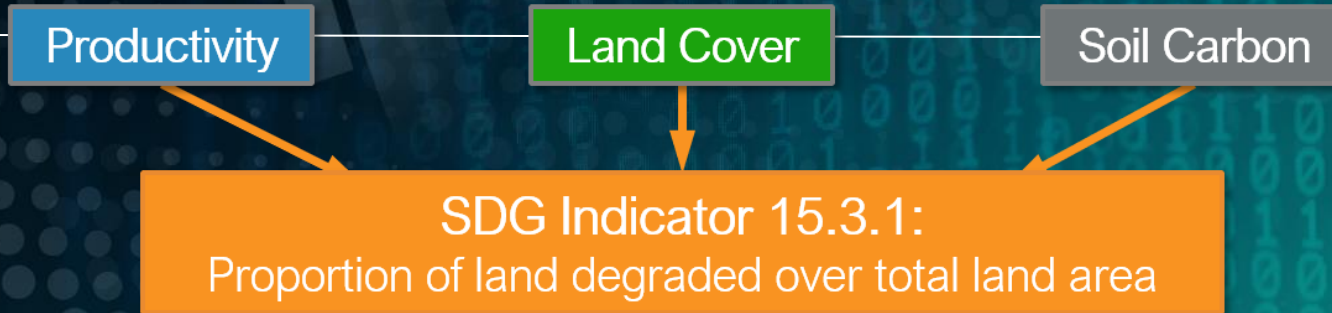 Productivity
Land Cover
Soil Carbon
SDG Indicator 15.3.1:
Proportion of land degraded over total land area